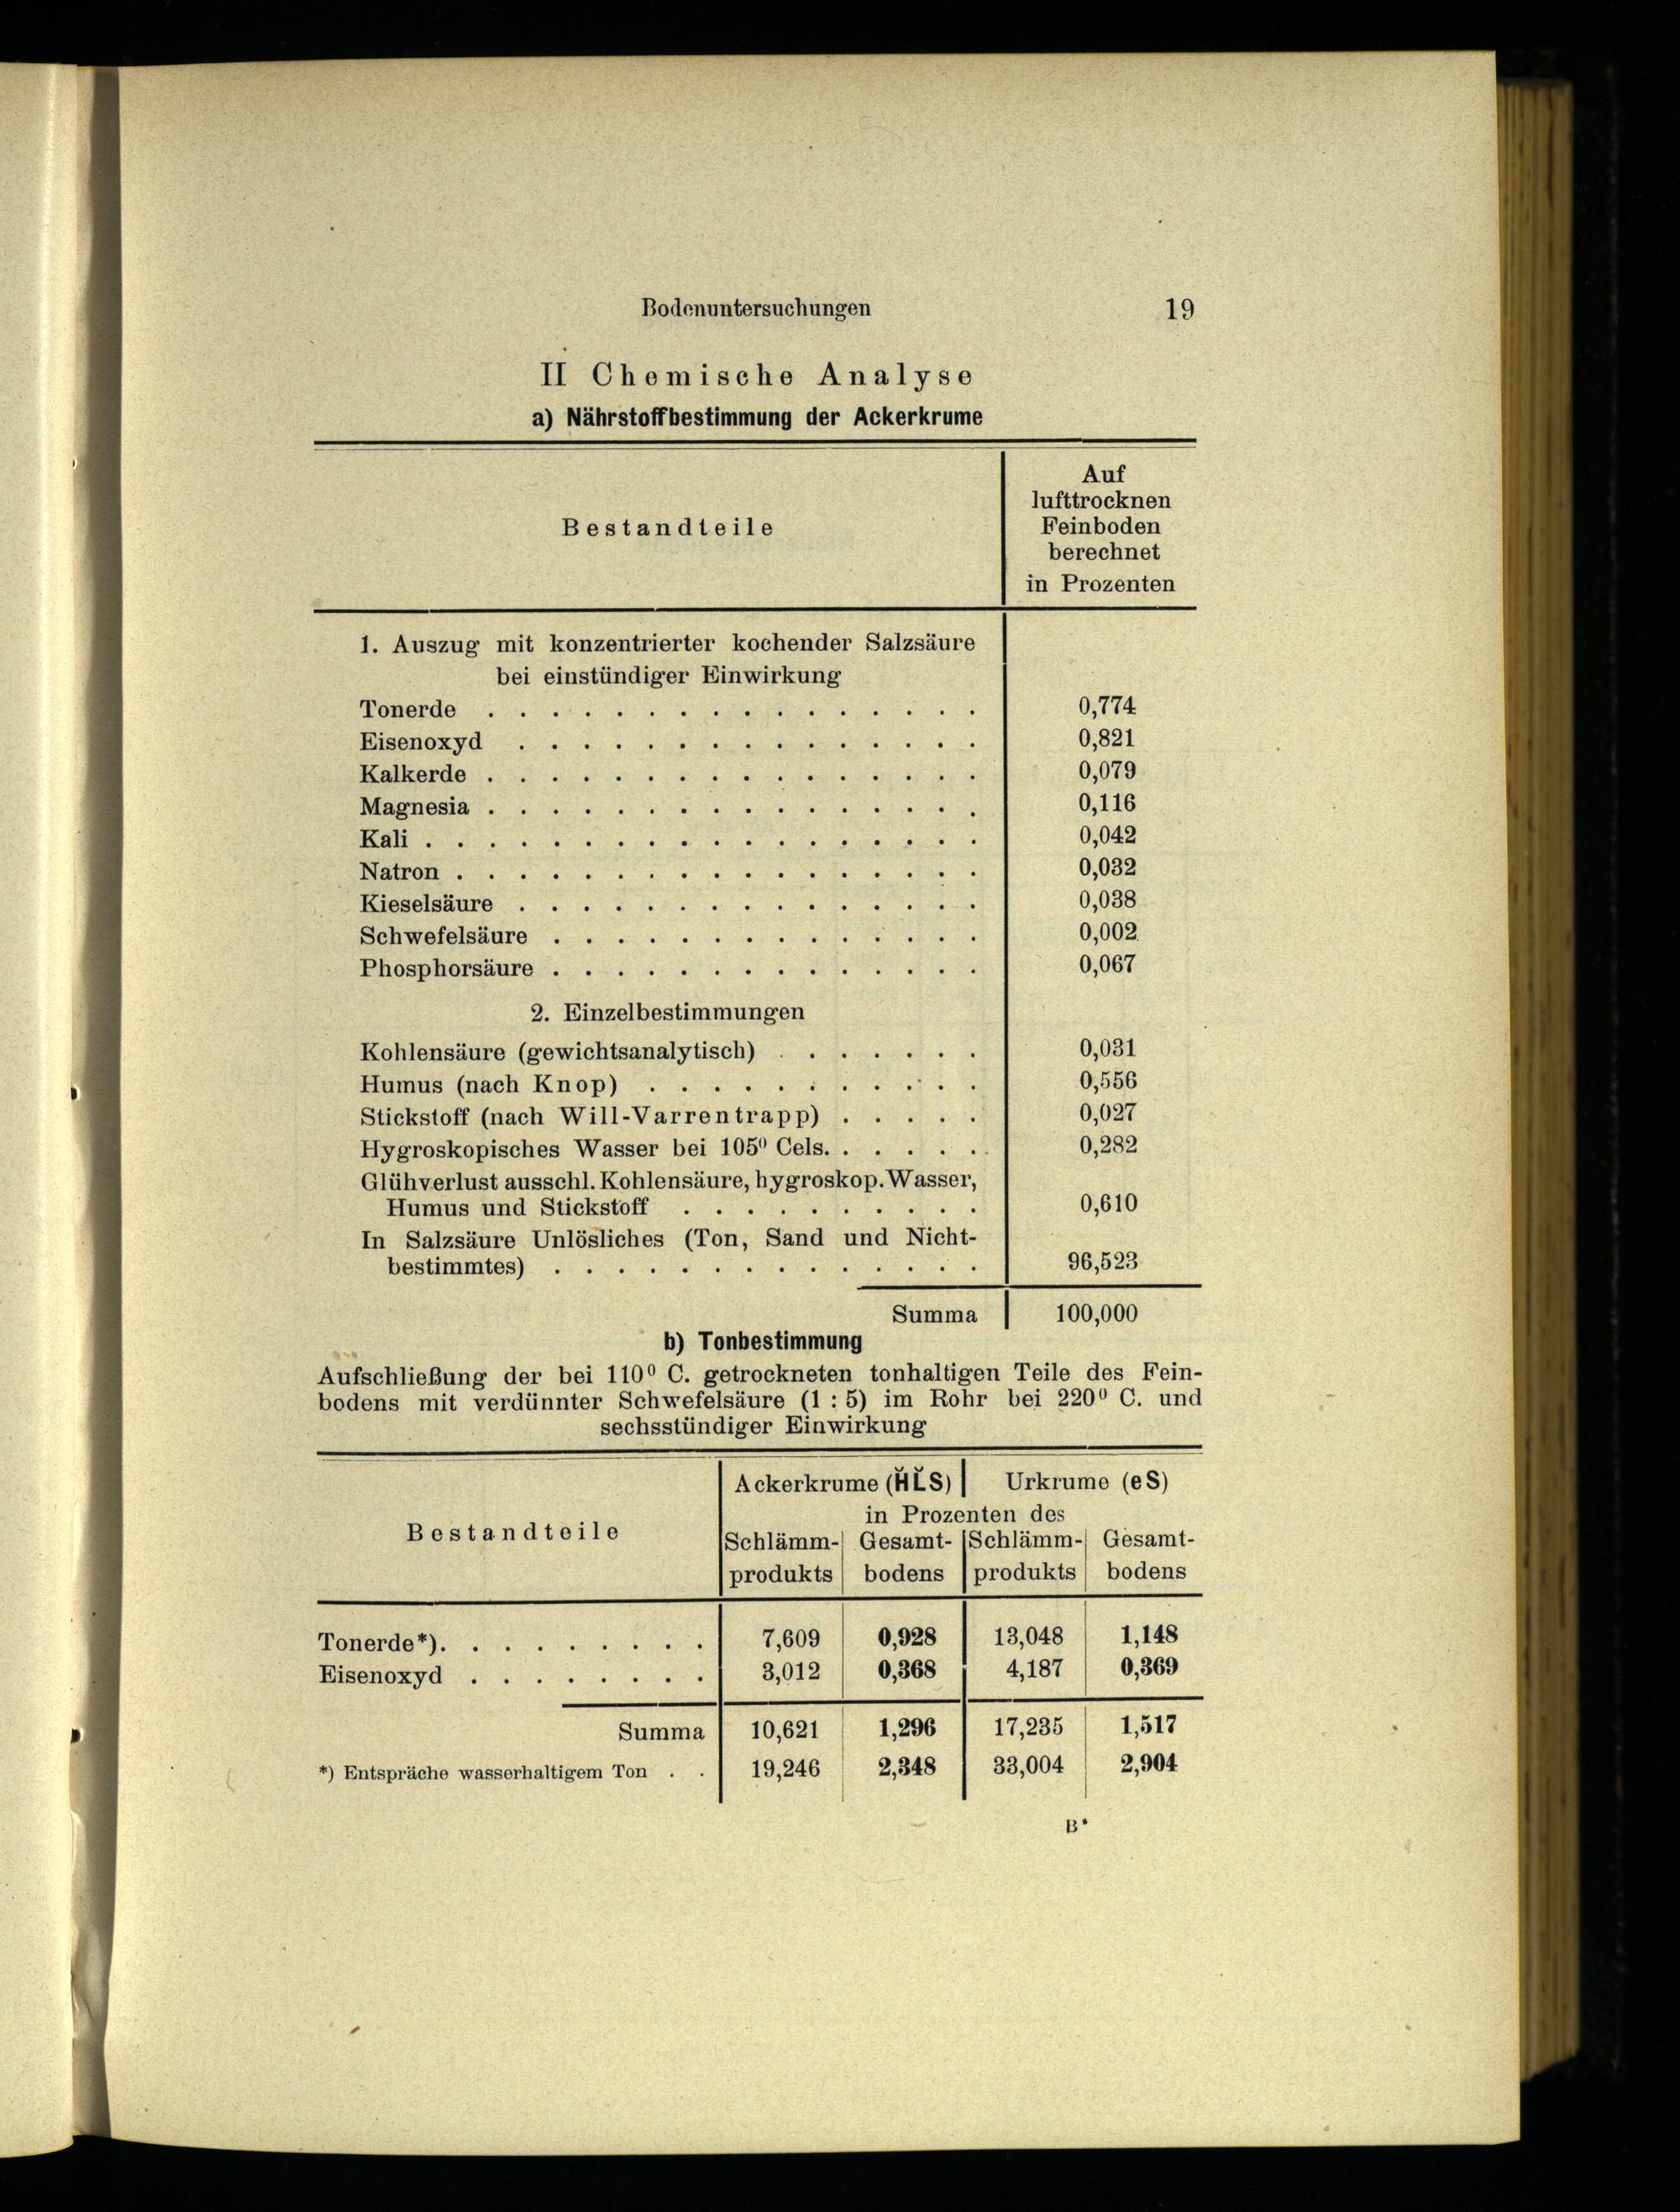 Bodenuntersuchungen 19
II Chemische Analyse
a) Nährstoffbestimmung der Ackerkrume
Bestandteile
Auf
lufttrocknen
Feinboden
berechnet
in Prozenten
1. Auszug mit konzentrierter kochender Salzsäure
bei einstündiger Einwirkung
Tonerde . . . . . . . . . . . . . . . . 0,774
Eisenoxyd . . . . . . . . . . . . . . . 0,821
Kalkerde . . . . . . . . . . . . . . . . 0,079
Magnesia . . . . . . . . . . . . . . . . 0,116
Kali . . . . . . . . . . . . . . . . . . 0,042
Natron . . . . . . . . . . . . . . . . . 0,032
Kieselsäure . . . . . . . . . . . . . . . 0,038
Schwefelsäure . . . . . . . . . . . . . . 0,002
Phosphorsäure . . . . . . . . . . . . . . 0,067
2. Einzelbestimmungen
Kohlensäure (gewichtsanalytisch) . . . . . . . 0,031
Humus (nach Knop) . . . . . . . . . . . 0,556
Stickstoff (nach Will-Varrentrapp) . . . . . 0,027
Hygroskopisches Wasser bei 105⁰ Cels. . . . . . 0,282
Glühverlust ausschl. Kohlensäure, hygroskop. Wasser,
Humus und Stickstoff . . . . . . . . . . 0,610
In Salzsäure Unlösliches (Ton, Sand und Nicht-
bestimmtes) . . . . . . . . . . . . . . 96,523
Summa 100,000
b) Tonbestimmung
Aufschließung der bei 110⁰ C. getrockneten tonhaltigen Teile des Fein-
bodens mit verdünnter Schwefelsäure (1 : 5) im Rohr bei 220⁰ C. und
sechsstündiger Einwirkung
Bestandteile
Ackerkrume (H̆L̆S) Urkrume (eS)
in Prozenten des
Schlämm- Gesamt- Schlämm- Gesamt-
produkts bodens produkts bodens
Tonerde*). . . . . . . . . 7,609 0,928 13,048 1,148
Eisenoxyd . . . . . . . . 3,012 0,368 4,187 0,369
Summa 10,621 1,296 17,235 1,517
*) Entspräche wasserhaltigem Ton . . 19,246 2,348 33,004 2,904
B*